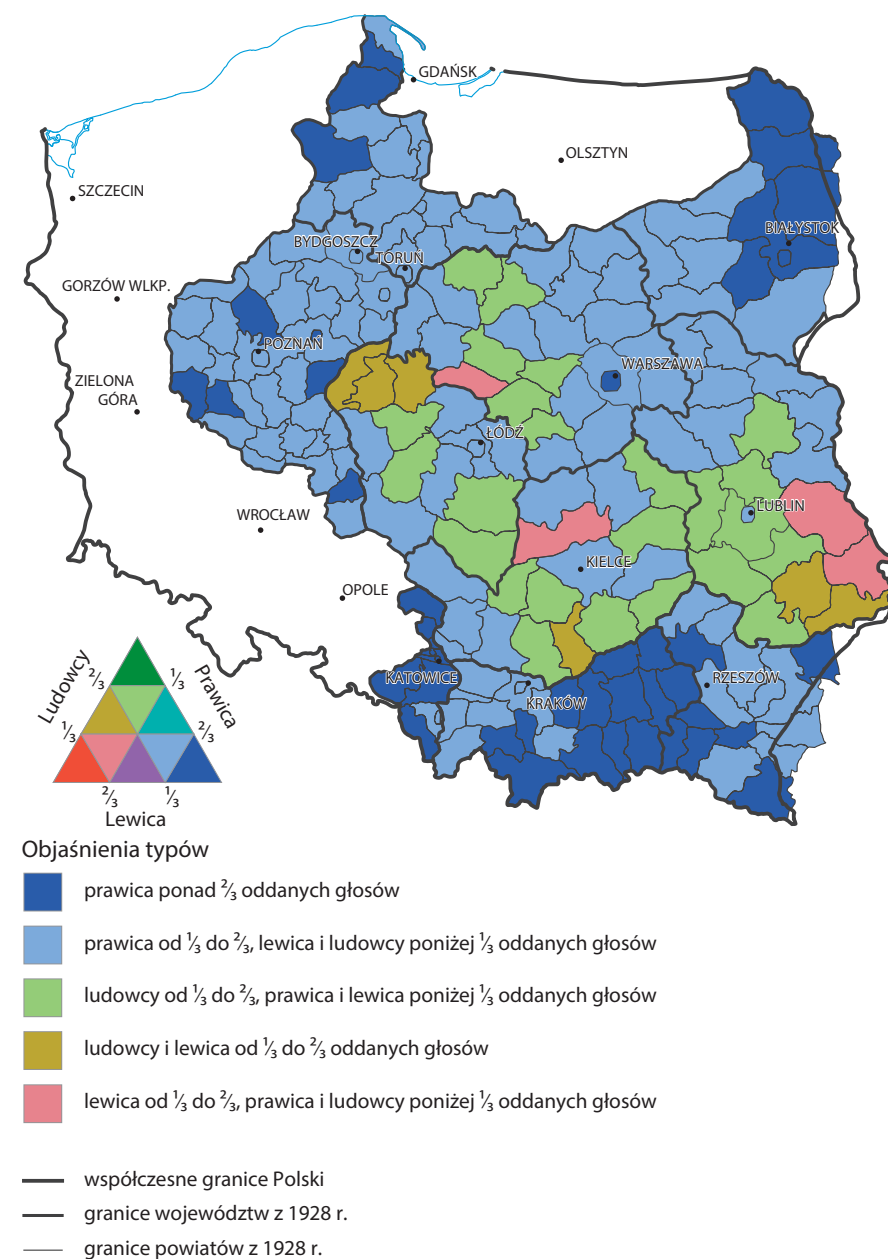 GDAŃSK
OLSZTYN
SZCZECIN
BIAŁYSTOK
BYDGOSZCZ
TORUŃ
GORZÓW WLKP.
POZNAŃ
WARSZAWA
ZIELONA
GÓRA
ŁÓDŹ
WROCŁAW
LUBLIN
KIELCE
OPOLE
KATOWICE
KRAKÓW
RZESZÓW
Ludowcy
Prawica
⅔
⅓
⅓
⅔
⅔
⅓
Lewica
Objaśnienia typów
prawica ponad ⅔ oddanych głosów
prawica od ⅓ do ⅔, lewica i ludowcy poniżej ⅓ oddanych głosów
ludowcy od ⅓ do ⅔, prawica i lewica poniżej ⅓ oddanych głosów
ludowcy i lewica od ⅓ do ⅔ oddanych głosów
lewica od ⅓ do ⅔, prawica i ludowcy poniżej ⅓ oddanych głosów
współczesne granice Polski
granice województw z 1928 r.
granice powiatów z 1928 r.